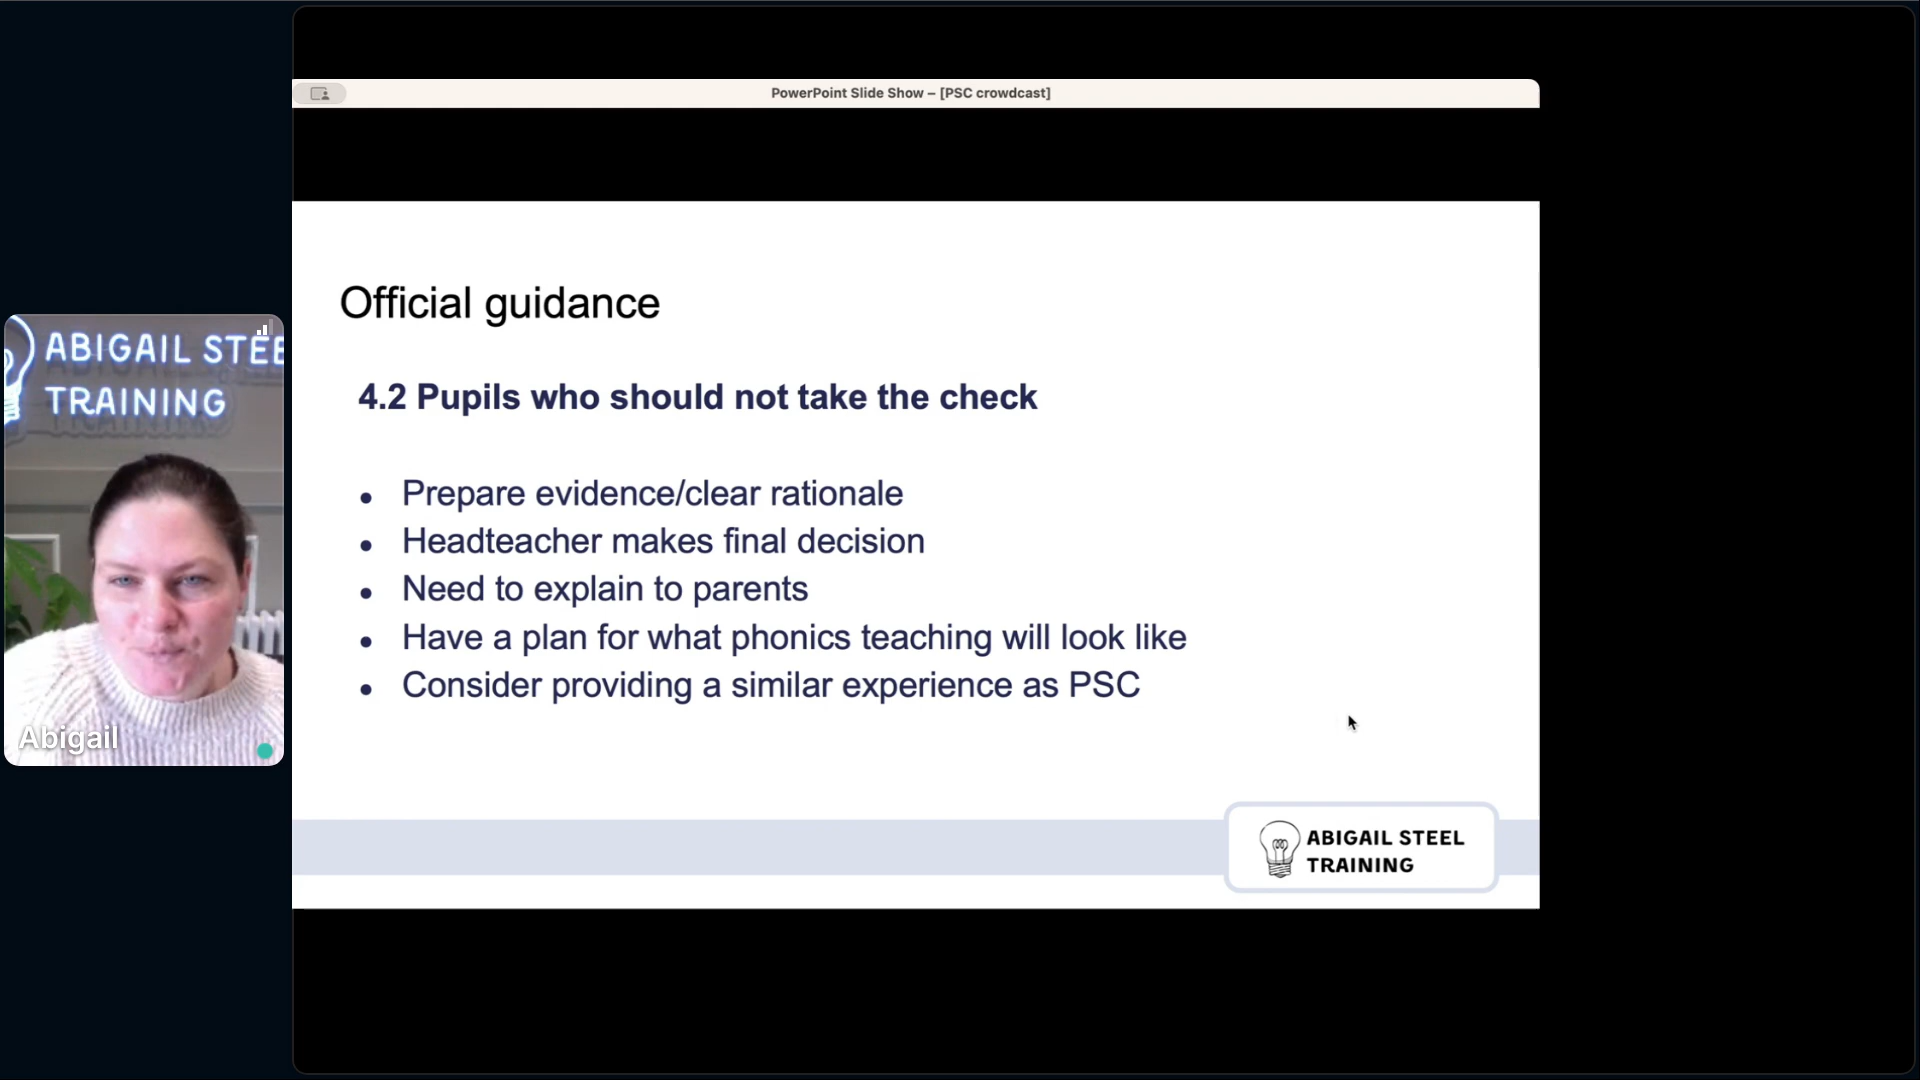 PowerPoint Slide Show – [PSC crowdcast]
ABIGAIL STEE
TRAINING
Abigail
Official guidance
4.2 Pupils who should not take the check
• Prepare evidence/clear rationale
• Headteacher makes final decision
• Need to explain to parents
• Have a plan for what phonics teaching will look like
• Consider providing a similar experience as PSC
ABIGAIL STEEL
TRAINING